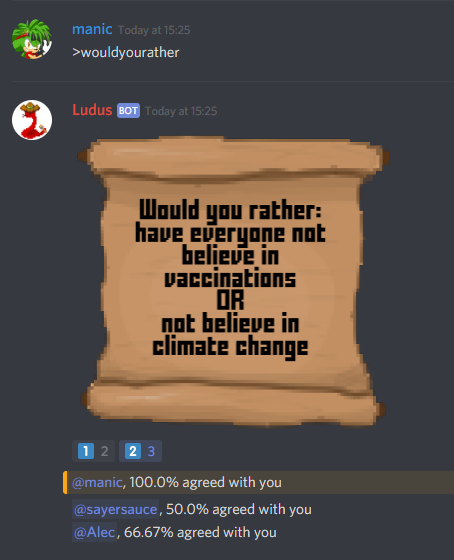 manic Today at 15:25
>wouldyourather
Ludus BOT Today at 15:25
Would you rather:
have everyone not
believe in
vaccinations
OR
not believe in
climate change
1 2 2 3
@manic, 100.0% agreed with you
@sayersauce, 50.0% agreed with you
@Alec, 66.67% agreed with you